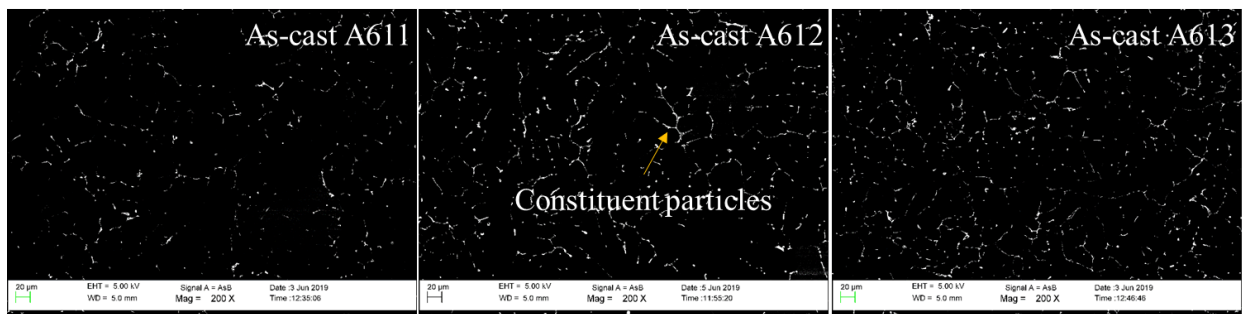 As-cast A611
As-cast A612
As-cast A613
Constituent particles
20 µm
EHT = 5.00 kV
Signal A = AsB
Date :3 Jun 2019
WD = 5.0 mm
Mag = 200 X
Time :12:35:06
20 µm
EHT = 5.00 kV
Signal A = AsB
Date :5 Jun 2019
WD = 5.0 mm
Mag = 200 X
Time :11:55:20
20 µm
EHT = 5.00 kV
Signal A = AsB
Date :3 Jun 2019
WD = 5.0 mm
Mag = 200 X
Time :12:46:46